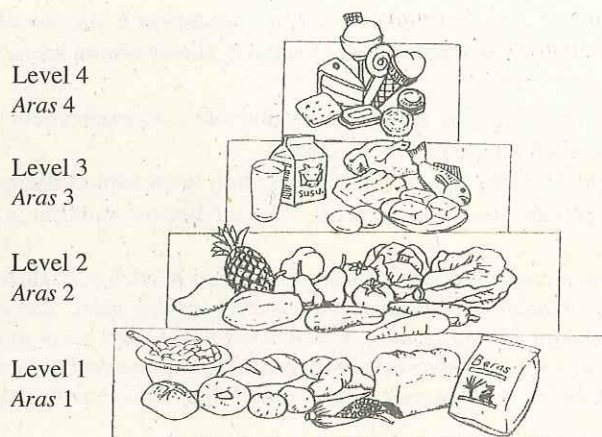 Level 4
Aras 4
Level 3
Aras 3
susu
Level 2
Aras 2
Level 1
Aras 1
Beras